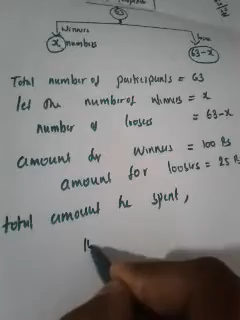 63
Winners
x numbers
63-x
Total number of participants = 63
let the number of winners = x
number of loosers = 63-x
amount for winners = 100 Rs
amount for loosers = 25 R
total amount he spent,